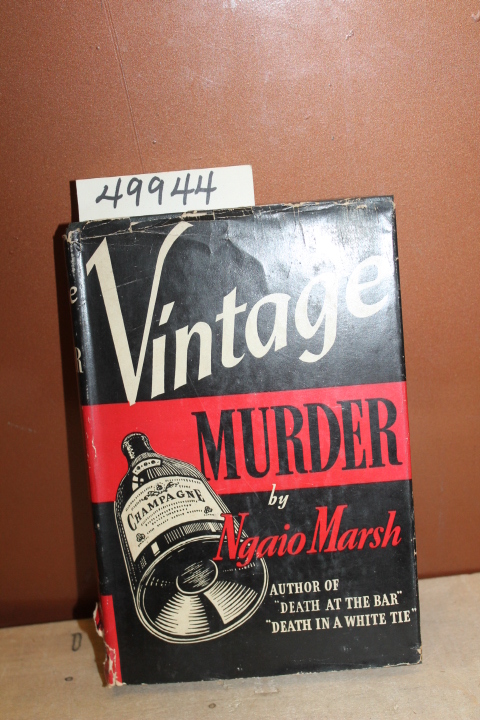 49944
Vintage
MURDER
by
Ngaio Marsh
CHAMPAGNE
AUTHOR OF
"DEATH AT THE BAR"
"DEATH IN A WHITE TIE"
e
R